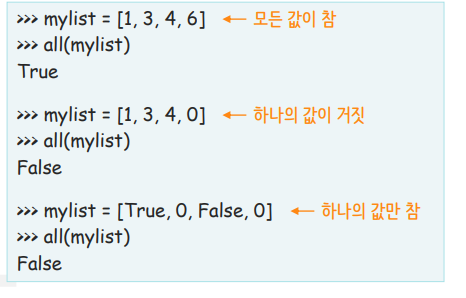 >>> mylist = [1, 3, 4, 6] ← 모든 값이 참
>>> all(mylist)
True
>>> mylist = [1, 3, 4, 0] ← 하나의 값이 거짓
>>> all(mylist)
False
>>> mylist = [True, 0, False, 0] ← 하나의 값만 참
>>> all(mylist)
False